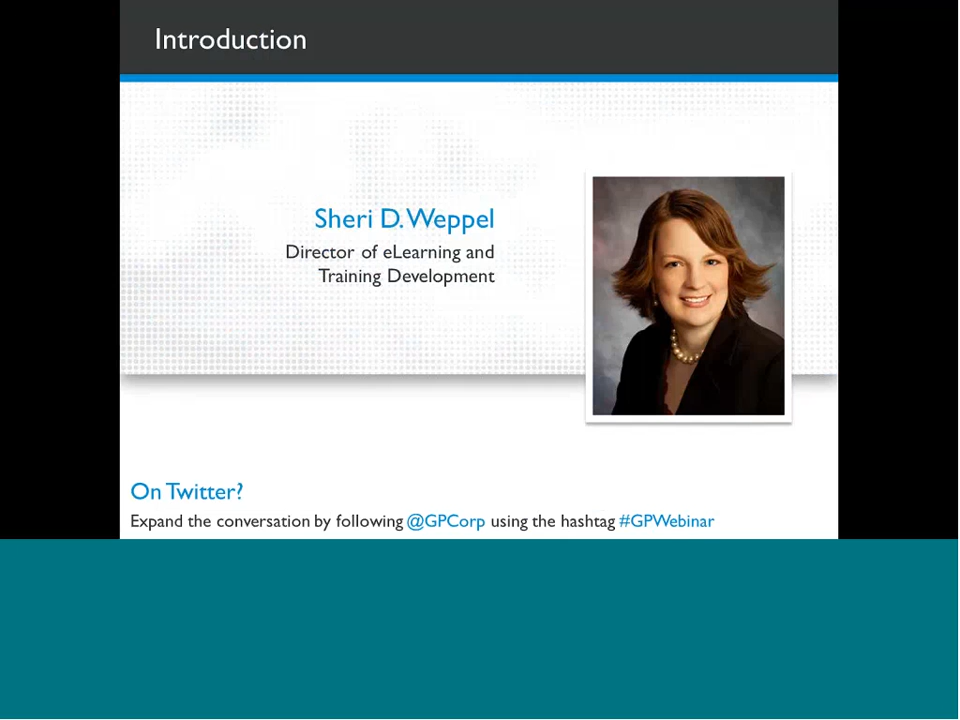 Introduction
Sheri D. Weppel
Director of eLearning and
Training Development
On Twitter?
Expand the conversation by following @GPCorp using the hashtag #GPWebinar